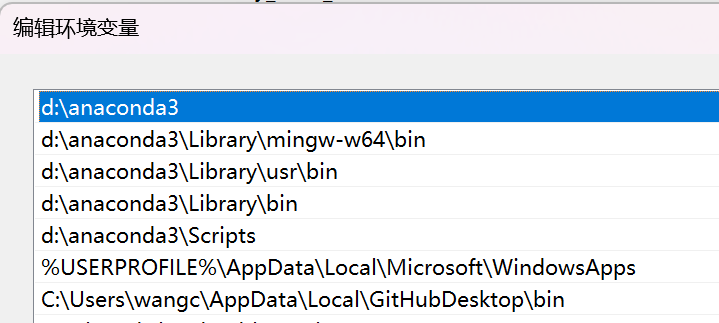 编辑环境变量
d:\anaconda3
d:\anaconda3\Library\mingw-w64\bin
d:\anaconda3\Library\usr\bin
d:\anaconda3\Library\bin
d:\anaconda3\Scripts
%USERPROFILE%\AppData\Local\Microsoft\WindowsApps
C:\Users\wangc\AppData\Local\GitHubDesktop\bin